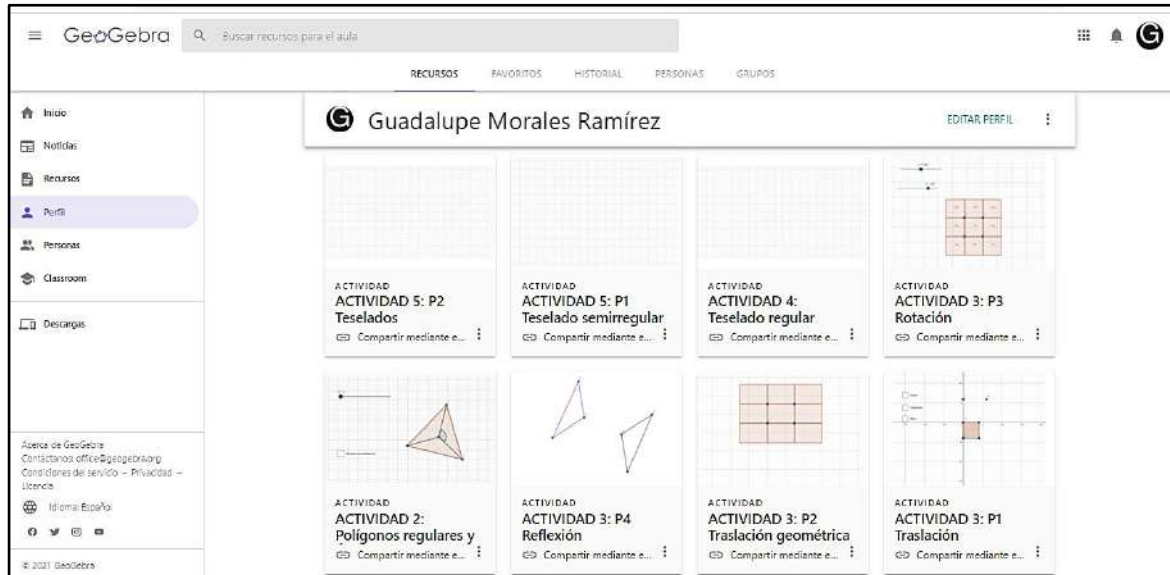 GeoGebra
Buscar recursos para el aula
G
RECURSOS FAVORITOS HISTORIAL PERSONAS GRUPOS
Inicio
Noticias
Recursos
Perfil
Personas
Classroom
Descargas
Acerca de GeoGebra
Contáctanos: office@geogebra.org
Condiciones del servicio – Privacidad –
Licencia
Idioma: Español
© 2021 GeoGebra
G Guadalupe Morales Ramírez
EDITAR PERFIL
ACTIVIDAD
ACTIVIDAD 5: P2
Teselados
Compartir mediante e...
ACTIVIDAD
ACTIVIDAD 5: P1
Teselado semirregular
Compartir mediante e...
ACTIVIDAD
ACTIVIDAD 4:
Teselado regular
Compartir mediante e...
ACTIVIDAD
ACTIVIDAD 3: P3
Rotación
Compartir mediante e...
ACTIVIDAD
ACTIVIDAD 2:
Polígonos regulares y
Compartir mediante e...
ACTIVIDAD
ACTIVIDAD 3: P4
Reflexión
Compartir mediante e...
ACTIVIDAD
ACTIVIDAD 3: P2
Traslación geométrica
Compartir mediante e...
ACTIVIDAD
ACTIVIDAD 3: P1
Traslación
Compartir mediante e...